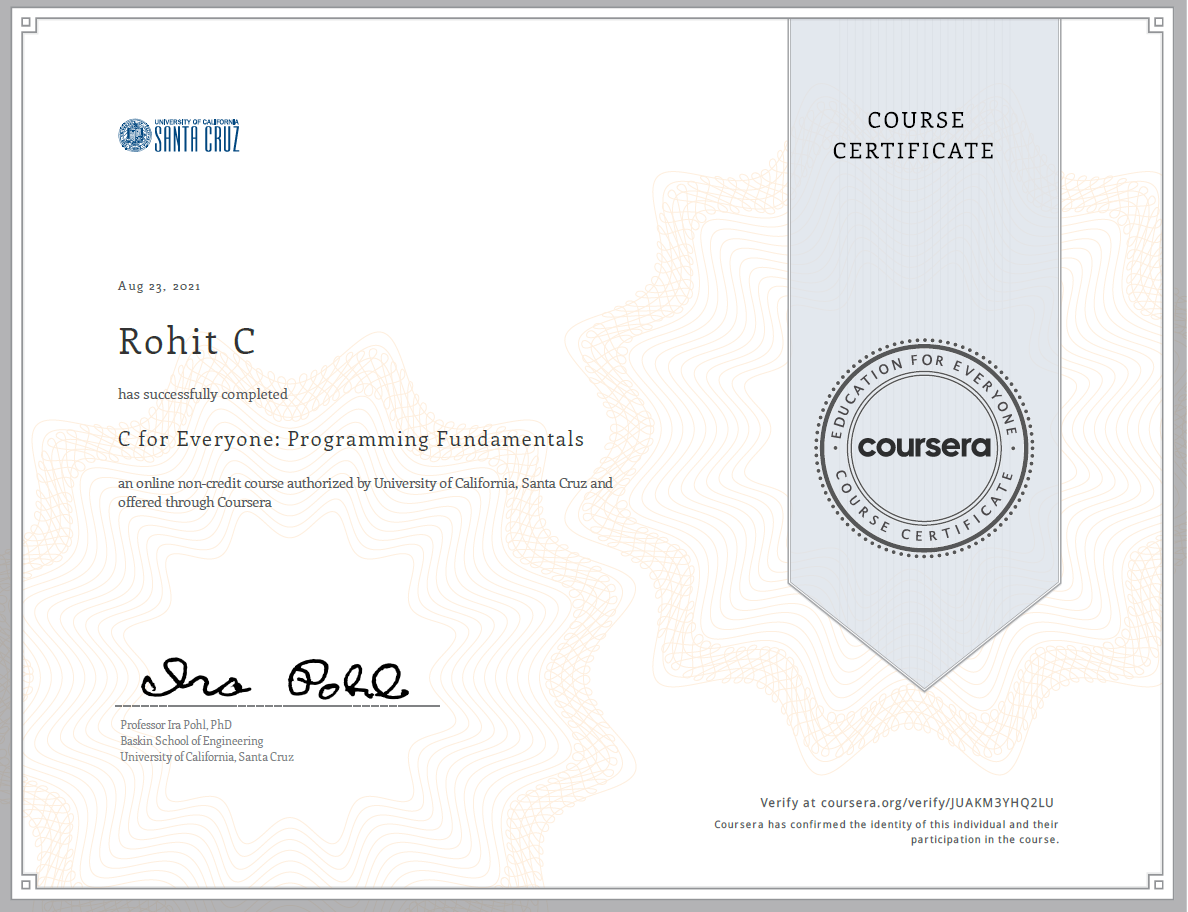 UNIVERSITY OF CALIFORNIA
SANTA CRUZ
COURSE
CERTIFICATE
Aug 23, 2021
Rohit C
has successfully completed
C for Everyone: Programming Fundamentals
an online non-credit course authorized by University of California, Santa Cruz and
offered through Coursera
EDUCATION FOR EVERYONE
coursera
COURSE CERTIFICATE
Ira Pohl
Professor Ira Pohl, PhD
Baskin School of Engineering
University of California, Santa Cruz
Verify at coursera.org/verify/JUAKM3YHQ2LU
Coursera has confirmed the identity of this individual and their
participation in the course.